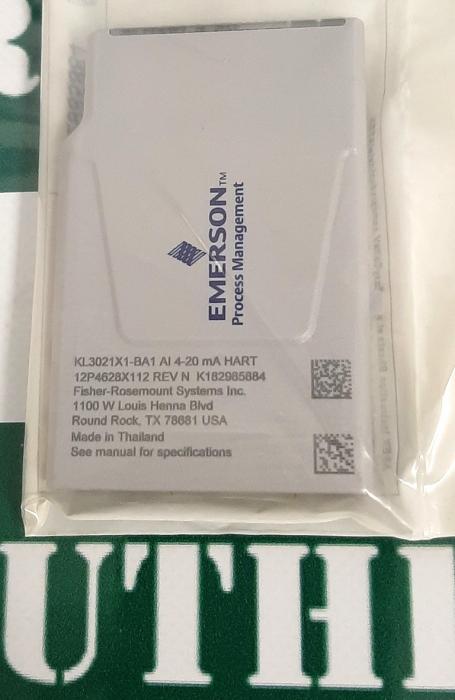 EMERSON™
Process Management
KL3021X1-BA1 AI 4-20 mA HART
12P4628X112 REV N K182985884
Fisher-Rosemount Systems Inc.
1100 W Louis Henna Blvd
Round Rock, TX 78681 USA
Made in Thailand
See manual for specifications
UTH